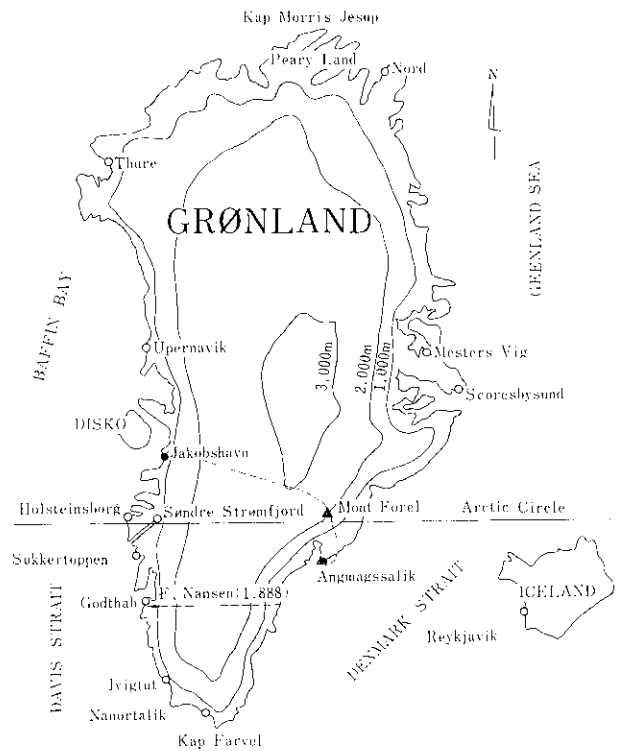 Kap Morris Jesup
Peary Land
Nord
N
Thure
GRØNLAND
GEENLAND SEA
BAFFIN BAY
Upernavik
3,000m
2,000m
1,000m
Mesters Vig
Scoresbysund
DISKO
Jakobshavn
Holsteinsborg
Søndre Strømfjord
Mont Forel
Arctic Circle
Sukkertoppen
Angmagssalik
ICELAND
Godthab
F. Nansen(1.888)
DENMARK STRAIT
Reykjavik
DAVIS STRAIT
Ivigtut
Nanortalik
Kap Farvel